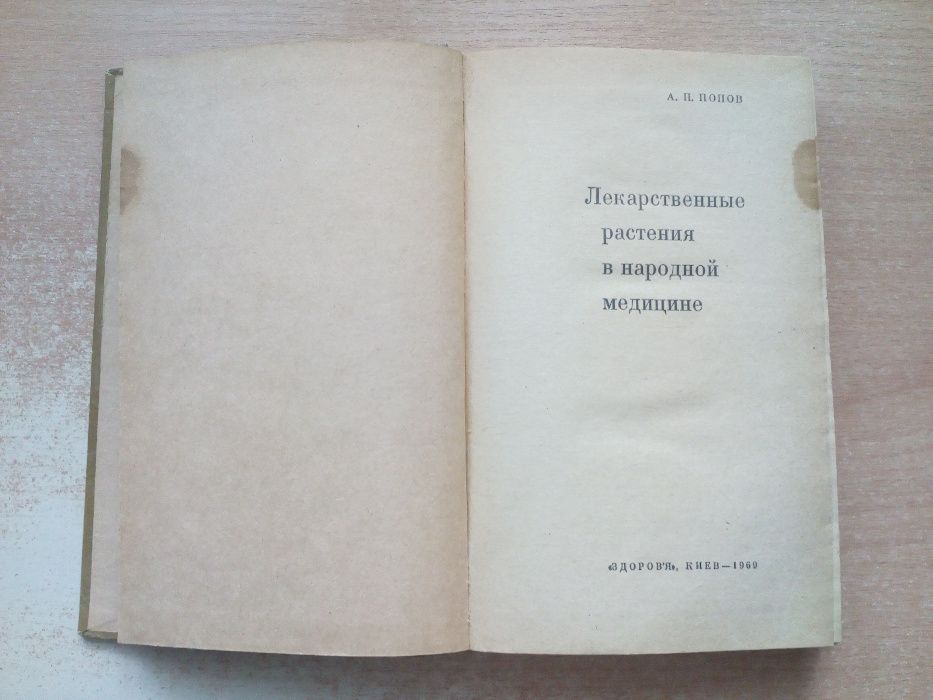 А. П. ПОПОВ
Лекарственные
растения
в народной
медицине
«ЗДОРОВ'Я», КИЕВ—1969